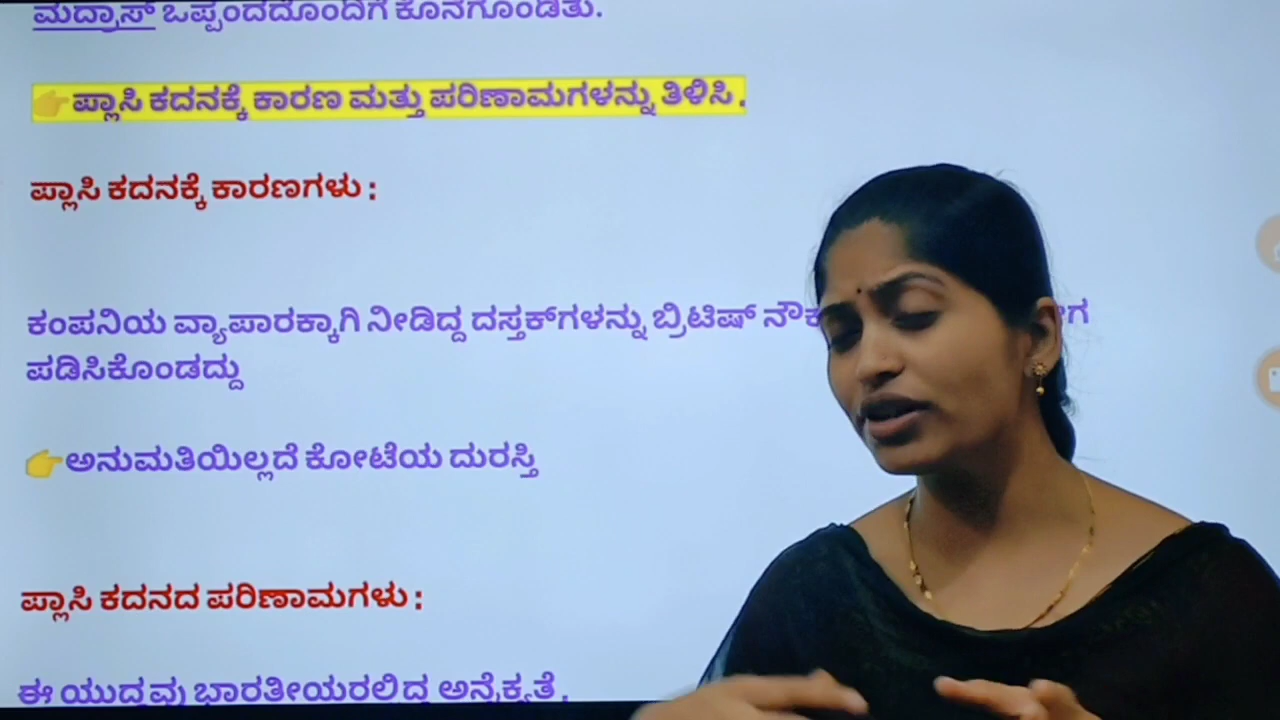 ಮದ್ರಾಸ್ ಒಪ್ಪಂದದೊಂದಿಗೆ ಕೊನೆಗೊಂಡಿತು.
👉ಪ್ಲಾಸಿ ಕದನಕ್ಕೆ ಕಾರಣ ಮತ್ತು ಪರಿಣಾಮಗಳನ್ನು ತಿಳಿಸಿ .
ಪ್ಲಾಸಿ ಕದನಕ್ಕೆ ಕಾರಣಗಳು :
ಕಂಪನಿಯ ವ್ಯಾಪಾರಕ್ಕಾಗಿ ನೀಡಿದ್ದ ದಸ್ತಕ್‌ಗಳನ್ನು ಬ್ರಿಟಿಷ್
ಪಡಿಸಿಕೊಂಡದ್ದು
👉ಅನುಮತಿಯಿಲ್ಲದೆ ಕೋಟೆಯ ದುರಸ್ತಿ
ಪ್ಲಾಸಿ ಕದನದ ಪರಿಣಾಮಗಳು :
ಈ ಯುದ್ಧವು ಭಾರತೀಯರಲ್ಲಿದ್ದ ಅನೈಕ್ಯತೆ ,